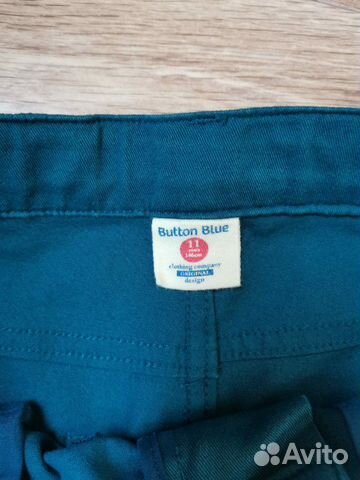 Button Blue
11
years
146cm
clothing company
ORIGINAL
design
Avito